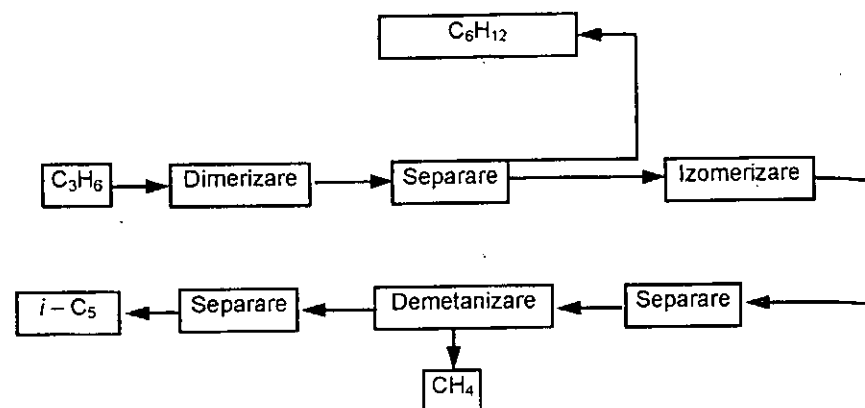 C₆H₁₂
C₃H₆
Dimerizare
Separare
Izomerizare
i – C₅
Separare
Demetanizare
Separare
CH₄